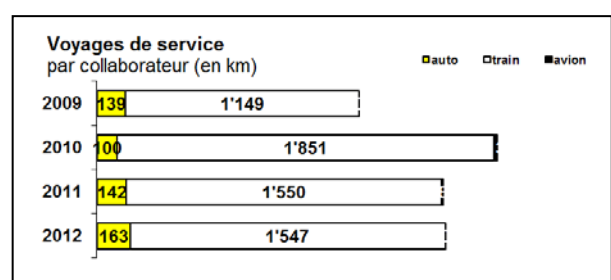 Voyages de service
par collaborateur (en km)
auto train avion
2009 139 1'149
2010 100 1'851
2011 142 1'550
2012 163 1'547